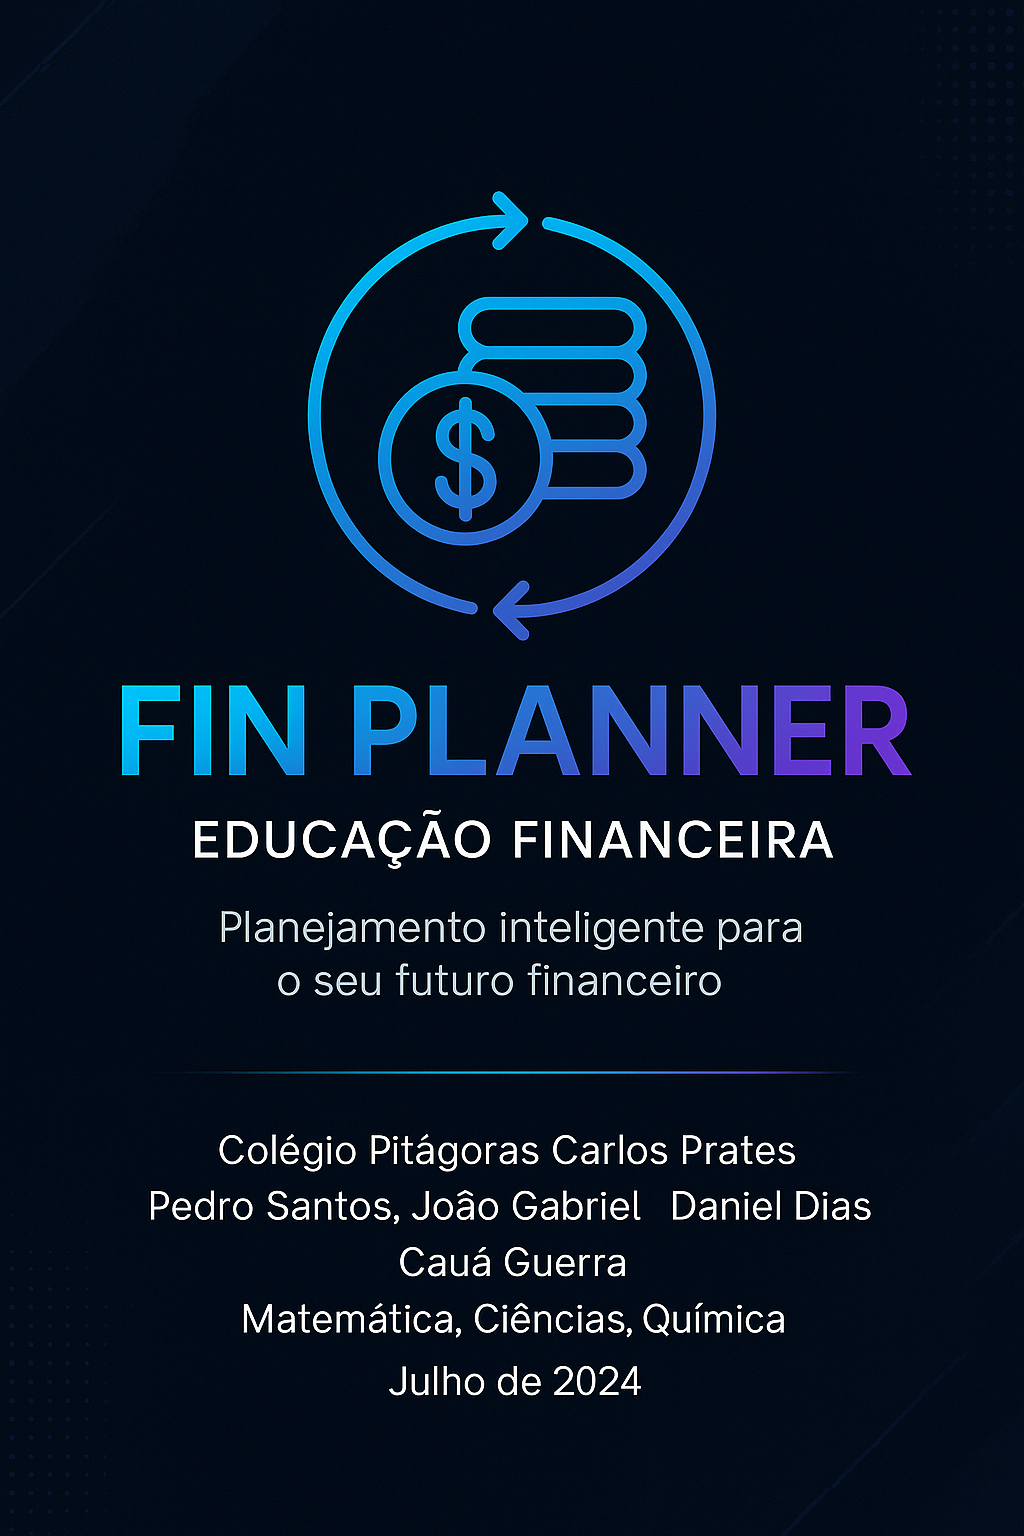 $
FIN PLANNER
EDUCAÇÃO FINANCEIRA
Planejamento inteligente para
o seu futuro financeiro
Colégio Pitágoras Carlos Prates
Pedro Santos, Joâo Gabriel Daniel Dias
Cauá Guerra
Matemática, Ciências, Química
Julho de 2024